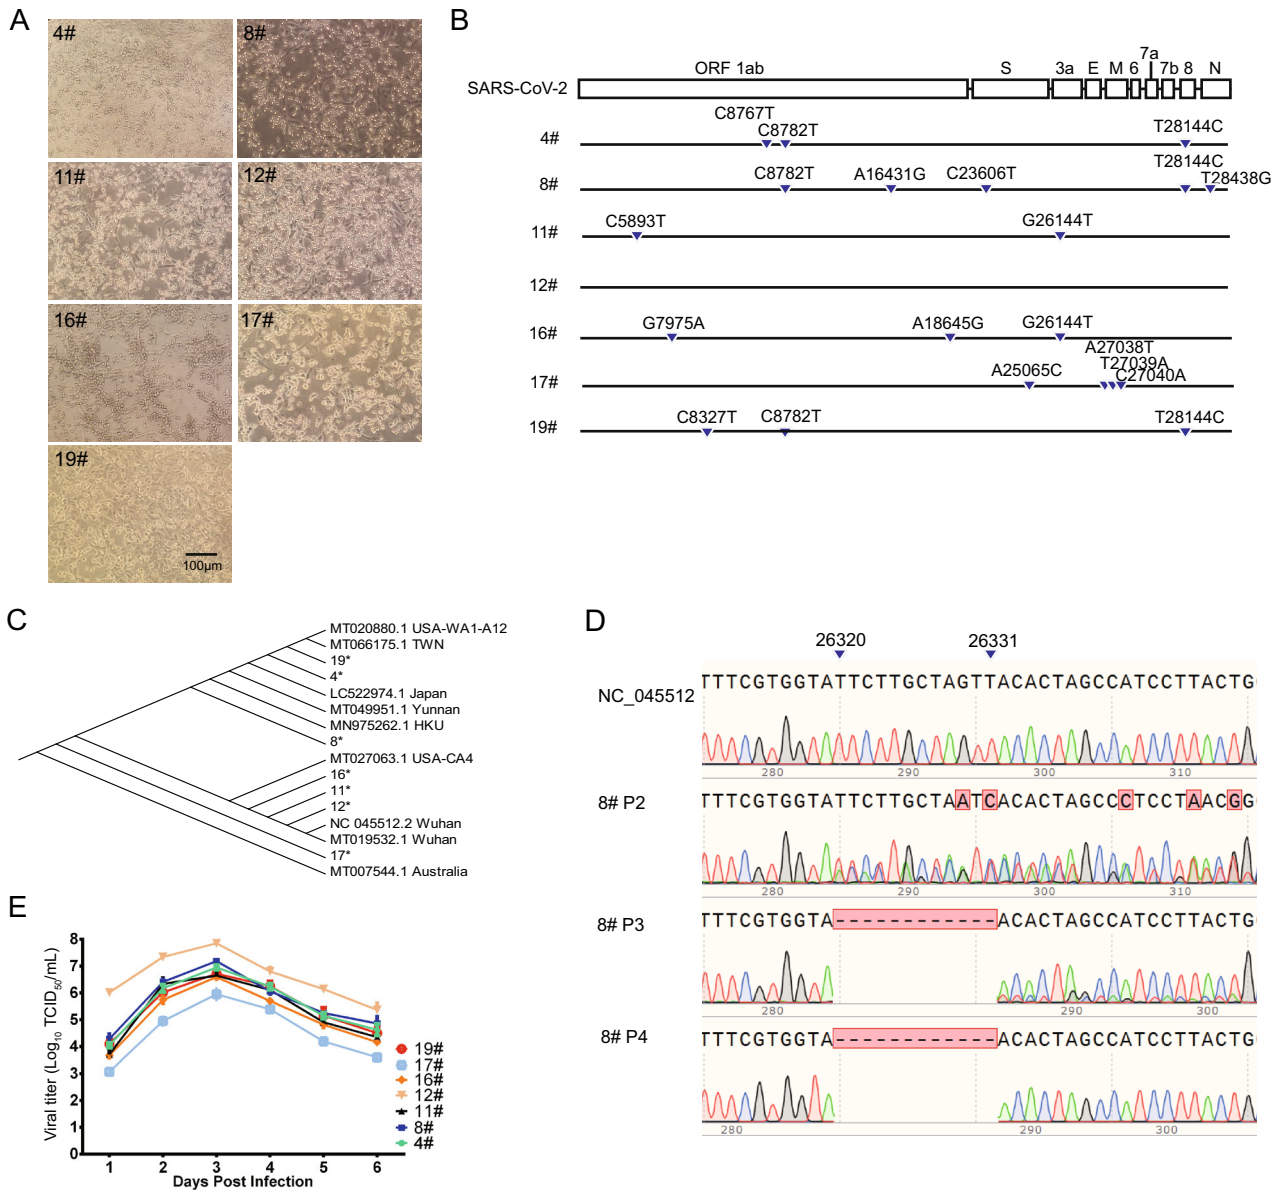 A
4#
8#
11#
12#
16#
17#
19#
100µm
B
ORF 1ab S 3a E M 6 7a 7b 8 N
SARS-CoV-2
4# C8767T C8782T T28144C
8# C8782T A16431G C23606T T28144C T28438G
11# C5893T G26144T
12#
16# G7975A A18645G G26144T
17# A25065C A27038T T27039A C27040A
19# C8327T C8782T T28144C
C
MT020880.1 USA-WA1-A12
MT066175.1 TWN
19*
4*
LC522974.1 Japan
MT049951.1 Yunnan
MN975262.1 HKU
8*
MT027063.1 USA-CA4
16*
11*
12*
NC 045512.2 Wuhan
MT019532.1 Wuhan
17*
MT007544.1 Australia
D
26320 26331
NC_045512 TTTCGTGGTATTCTTGCTAGTTACACTAGCCATCCTTACTG
280 290 300 310
8# P2 TTTCGTGGTATTCTTGCTAATCACACTAGCCCTCCTAACGG
280 290 300 310
8# P3 TTTCGTGGTA------------ACACTAGCCATCCTTACTG
280 290 300
8# P4 TTTCGTGGTA------------ACACTAGCCATCCTTACTG
280 290 300
E
Viral titer (Log10 TCID50/mL)
8
7
6
5
4
3
2
1
0
1 2 3 4 5 6
Days Post Infection
19#
17#
16#
12#
11#
8#
4#